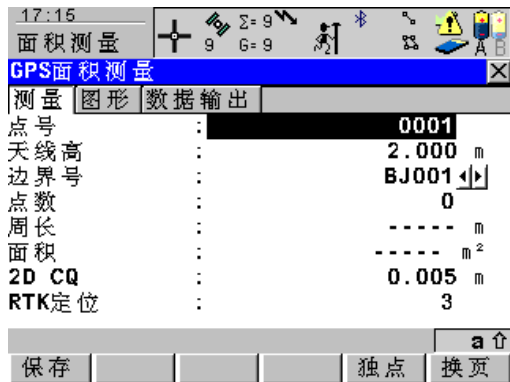 17:15
面积测量
9
Σ= 9
G= 9
2
A
B
GPS面积测量
测量 图形 数据输出
点号 : 0001
天线高 : 2.000 m
边界号 : BJ001
点数 0
周长 : ----- m
面积 : ----- m²
2D CQ : 0.005 m
RTK定位 : 3
a ⇧
保存 独点 换页